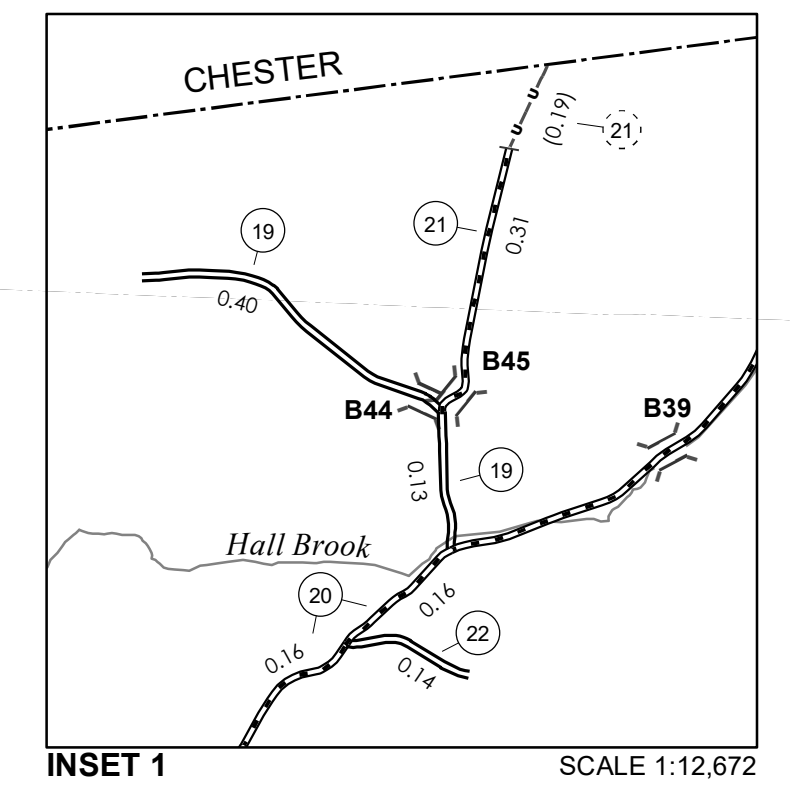 CHESTER
U
U
(0.19)
21
19
21
0.31
0.40
B45
B44
B39
0.13
19
Hall Brook
20
0.16
22
0.16
0.14
INSET 1
SCALE 1:12,672